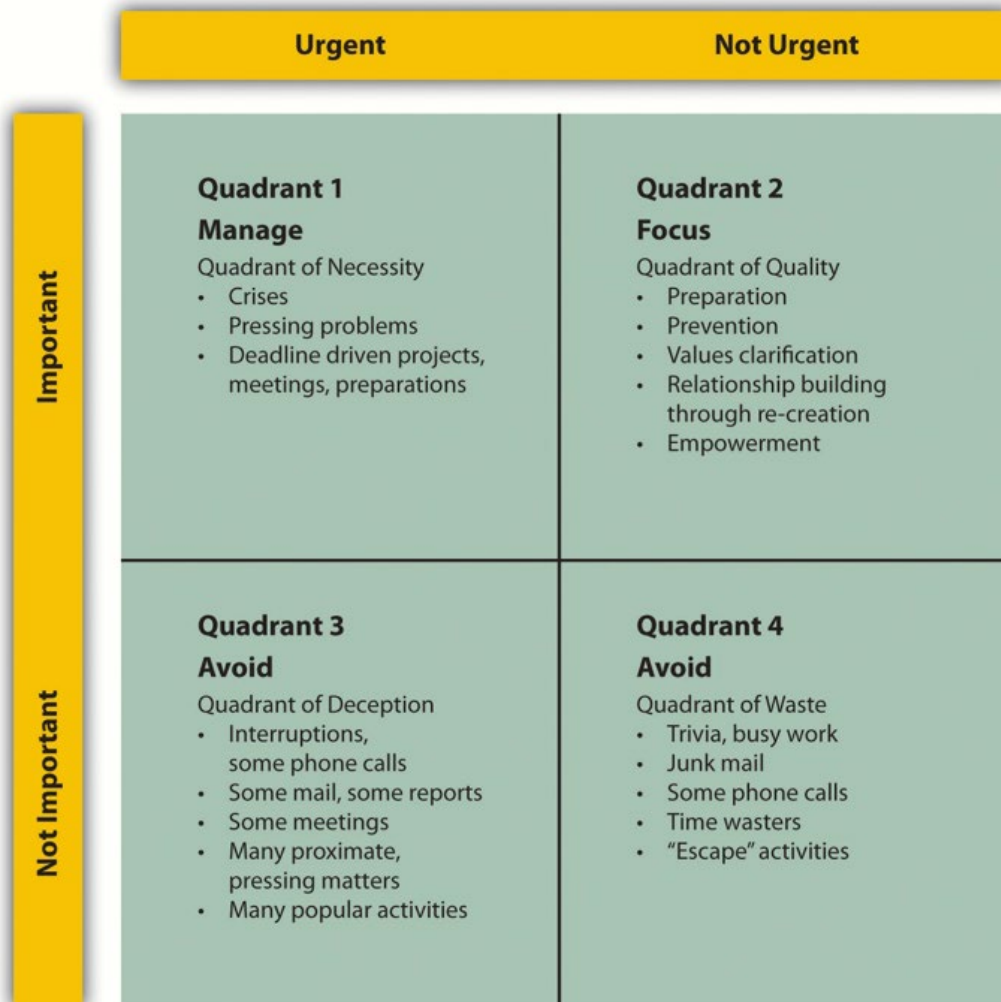 Urgent
Not Urgent
Important
Quadrant 1
Manage
Quadrant of Necessity
• Crises
• Pressing problems
• Deadline driven projects,
meetings, preparations
Quadrant 2
Focus
Quadrant of Quality
• Preparation
• Prevention
• Values clarification
• Relationship building
through re-creation
• Empowerment
Not Important
Quadrant 3
Avoid
Quadrant of Deception
• Interruptions,
some phone calls
• Some mail, some reports
• Some meetings
• Many proximate,
pressing matters
• Many popular activities
Quadrant 4
Avoid
Quadrant of Waste
• Trivia, busy work
• Junk mail
• Some phone calls
• Time wasters
• “Escape” activities